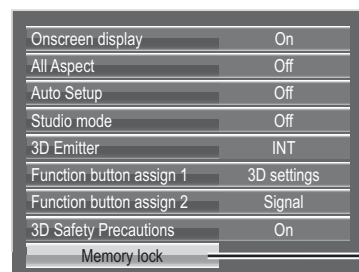 Onscreen display On
All Aspect Off
Auto Setup Off
Studio mode Off
3D Emitter INT
Function button assign 1 3D settings
Function button assign 2 Signal
3D Safety Precautions On
Memory lock